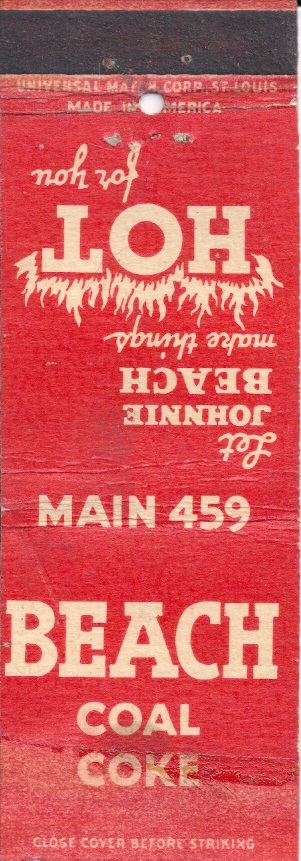 UNIVERSAL MATCH CORP. ST. LOUIS
MADE IN AMERICA
Let
JOHNNIE
BEACH
make things
HOT
for you
MAIN 459
BEACH
COAL
COKE
CLOSE COVER BEFORE STRIKING